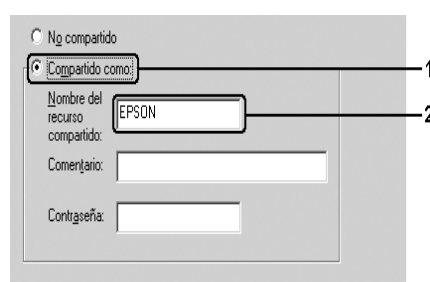 No compartido
Compartido como:
1
Nombre del
recurso
compartido:
EPSON
2
Comentario:
Contraseña: